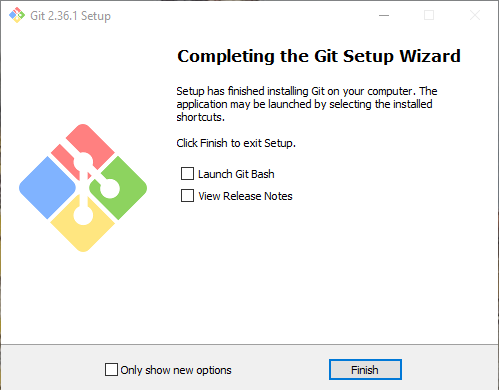 Git 2.36.1 Setup
Completing the Git Setup Wizard
Setup has finished installing Git on your computer. The
application may be launched by selecting the installed
shortcuts.
Click Finish to exit Setup.
Launch Git Bash
View Release Notes
Only show new options
Finish